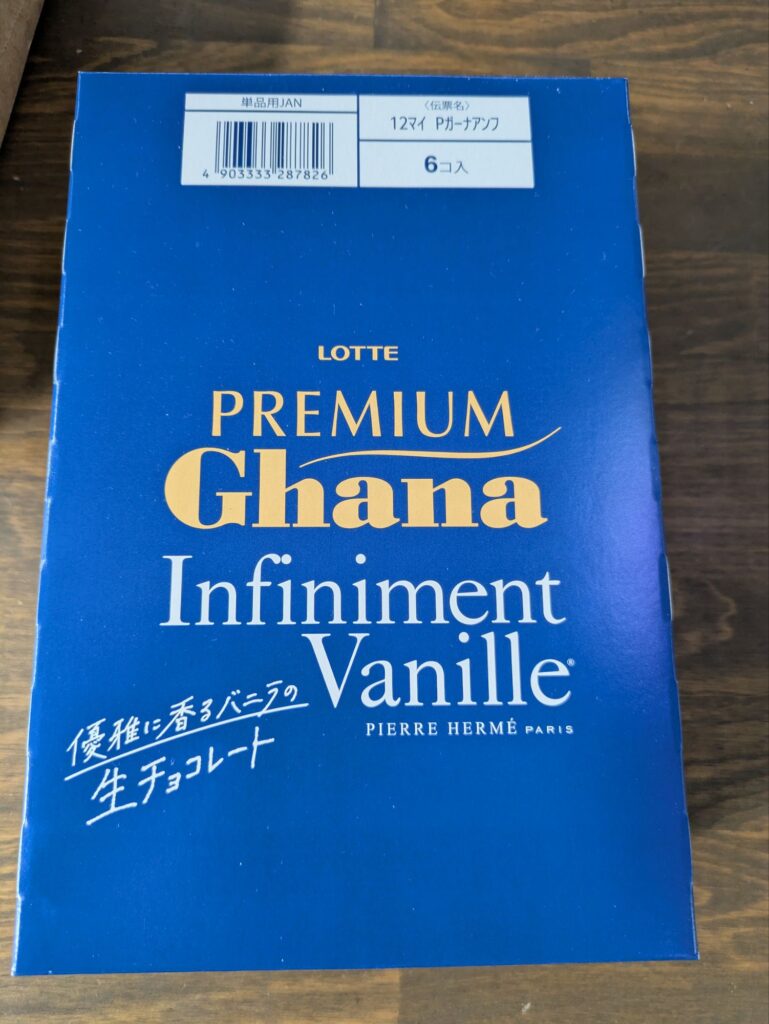 単品用JAN
4 903333 287826
〈伝票名〉
12マイ Pガーナアンフ
6コ入
LOTTE
PREMIUM
Ghana
Infiniment
Vanille®
PIERRE HERMÉ PARIS
優雅に香るバニラの
生チョコレート